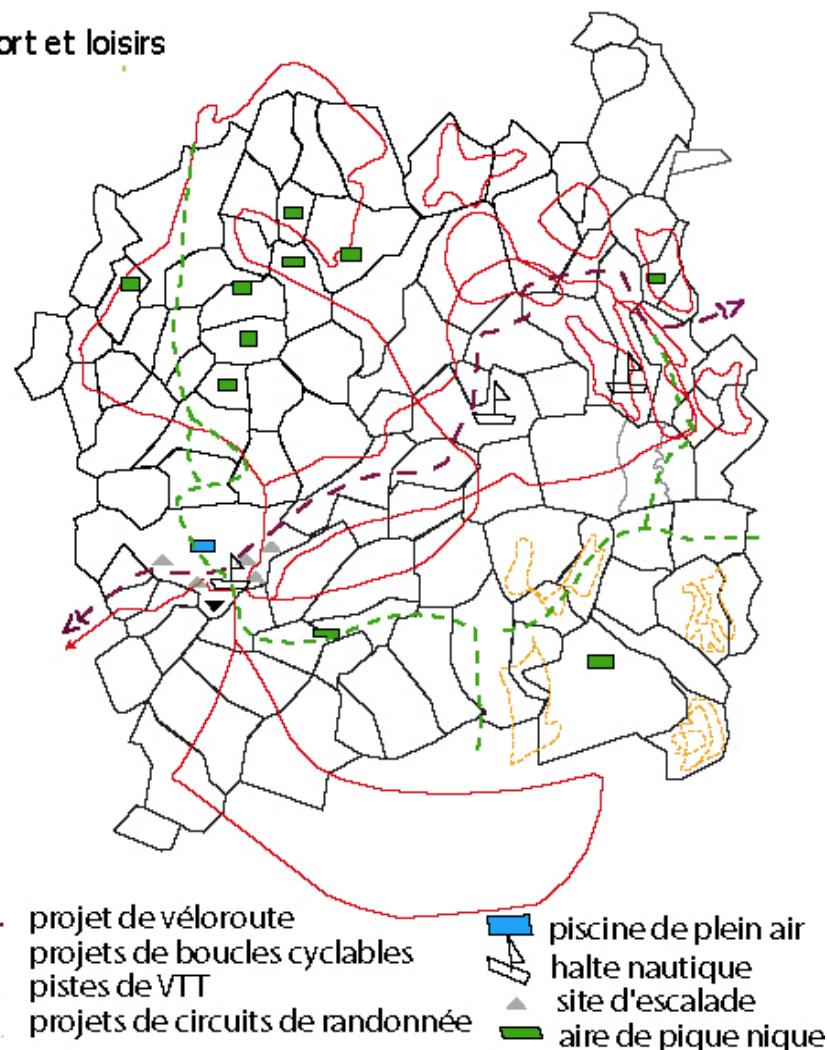 ort et loisirs
projet de véloroute
projets de boucles cyclables
pistes de VTT
projets de circuits de randonnée
piscine de plein air
halte nautique
site d'escalade
aire de pique nique